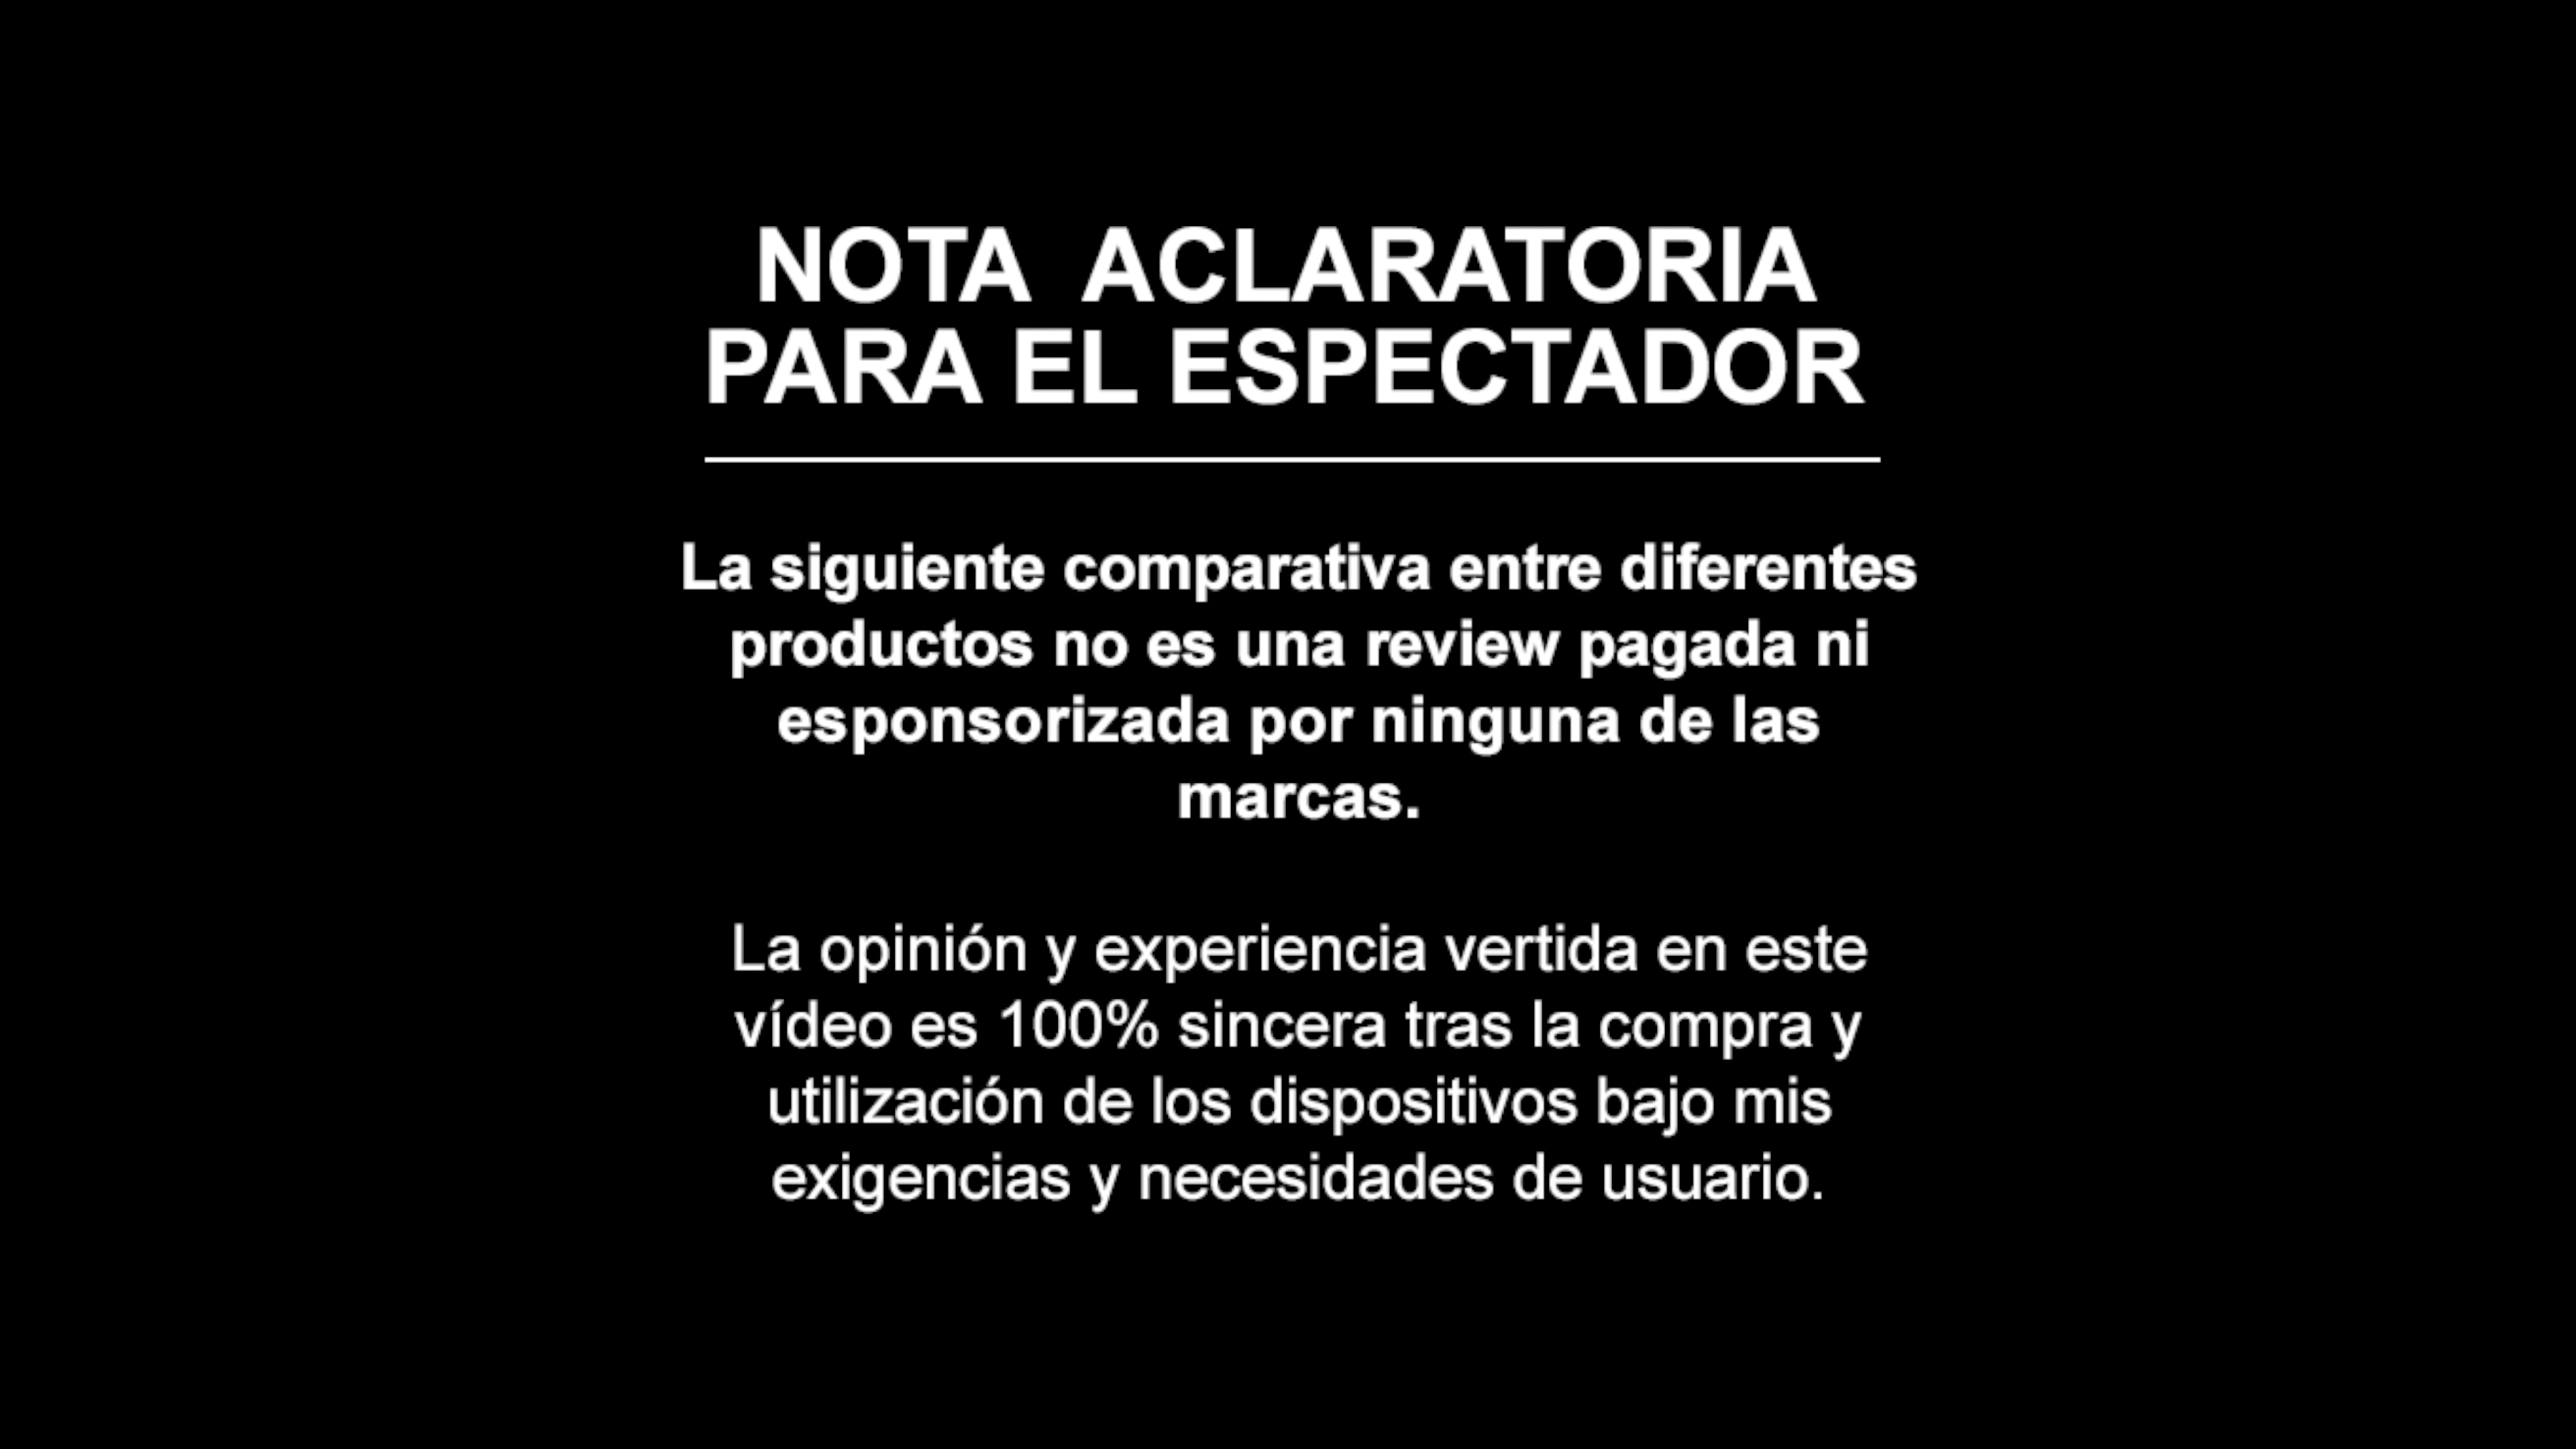 NOTA ACLARATORIA
PARA EL ESPECTADOR
La siguiente comparativa entre diferentes
productos no es una review pagada ni
esponsorizada por ninguna de las
marcas.
La opinión y experiencia vertida en este
vídeo es 100% sincera tras la compra y
utilización de los dispositivos bajo mis
exigencias y necesidades de usuario.